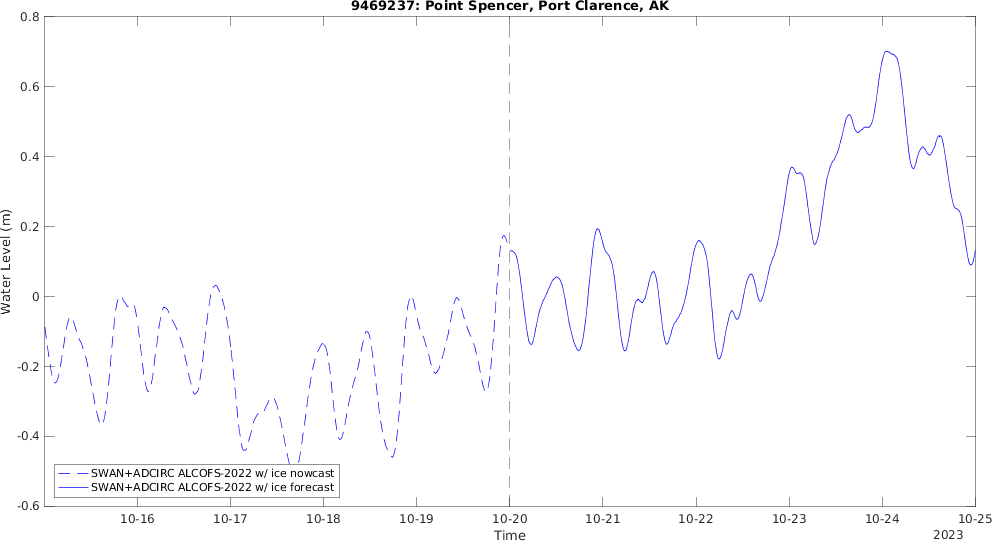 9469237: Point Spencer, Port Clarence, AK
0.8
0.6
0.4
0.2
0
-0.2
-0.4
-0.6
Water Level (m)
SWAN+ADCIRC ALCOFS-2022 w/ ice nowcast
SWAN+ADCIRC ALCOFS-2022 w/ ice forecast
10-16 10-17 10-18 10-19 10-20 10-21 10-22 10-23 10-24 10-25
Time
2023